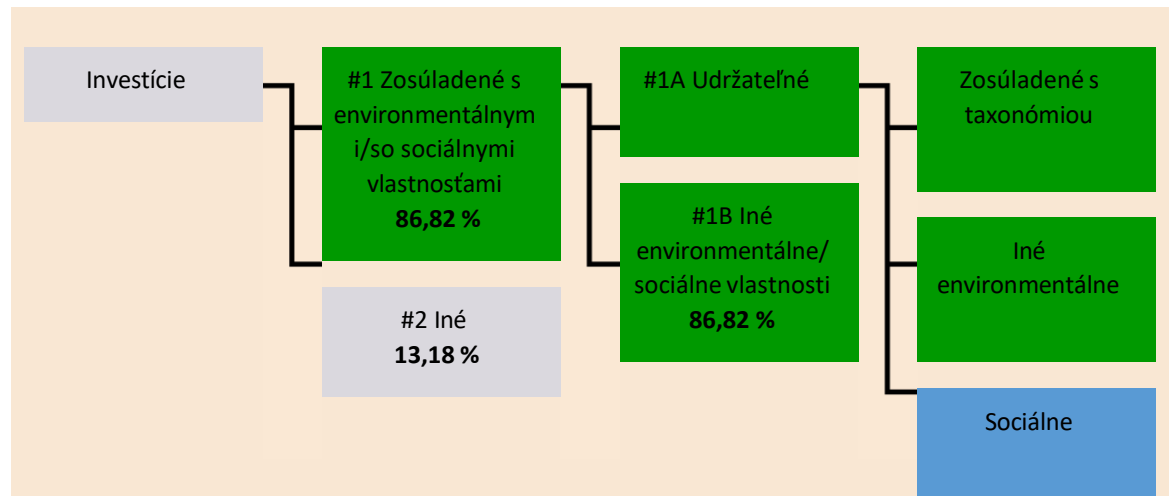 Investície
#1 Zosúladené s
environmentálnym
i/so sociálnymi
vlastnosťami
86,82 %
#2 Iné
13,18 %
#1A Udržateľné
#1B Iné
environmentálne/
sociálne vlastnosti
86,82 %
Zosúladené s
taxonómiou
Iné
environmentálne
Sociálne